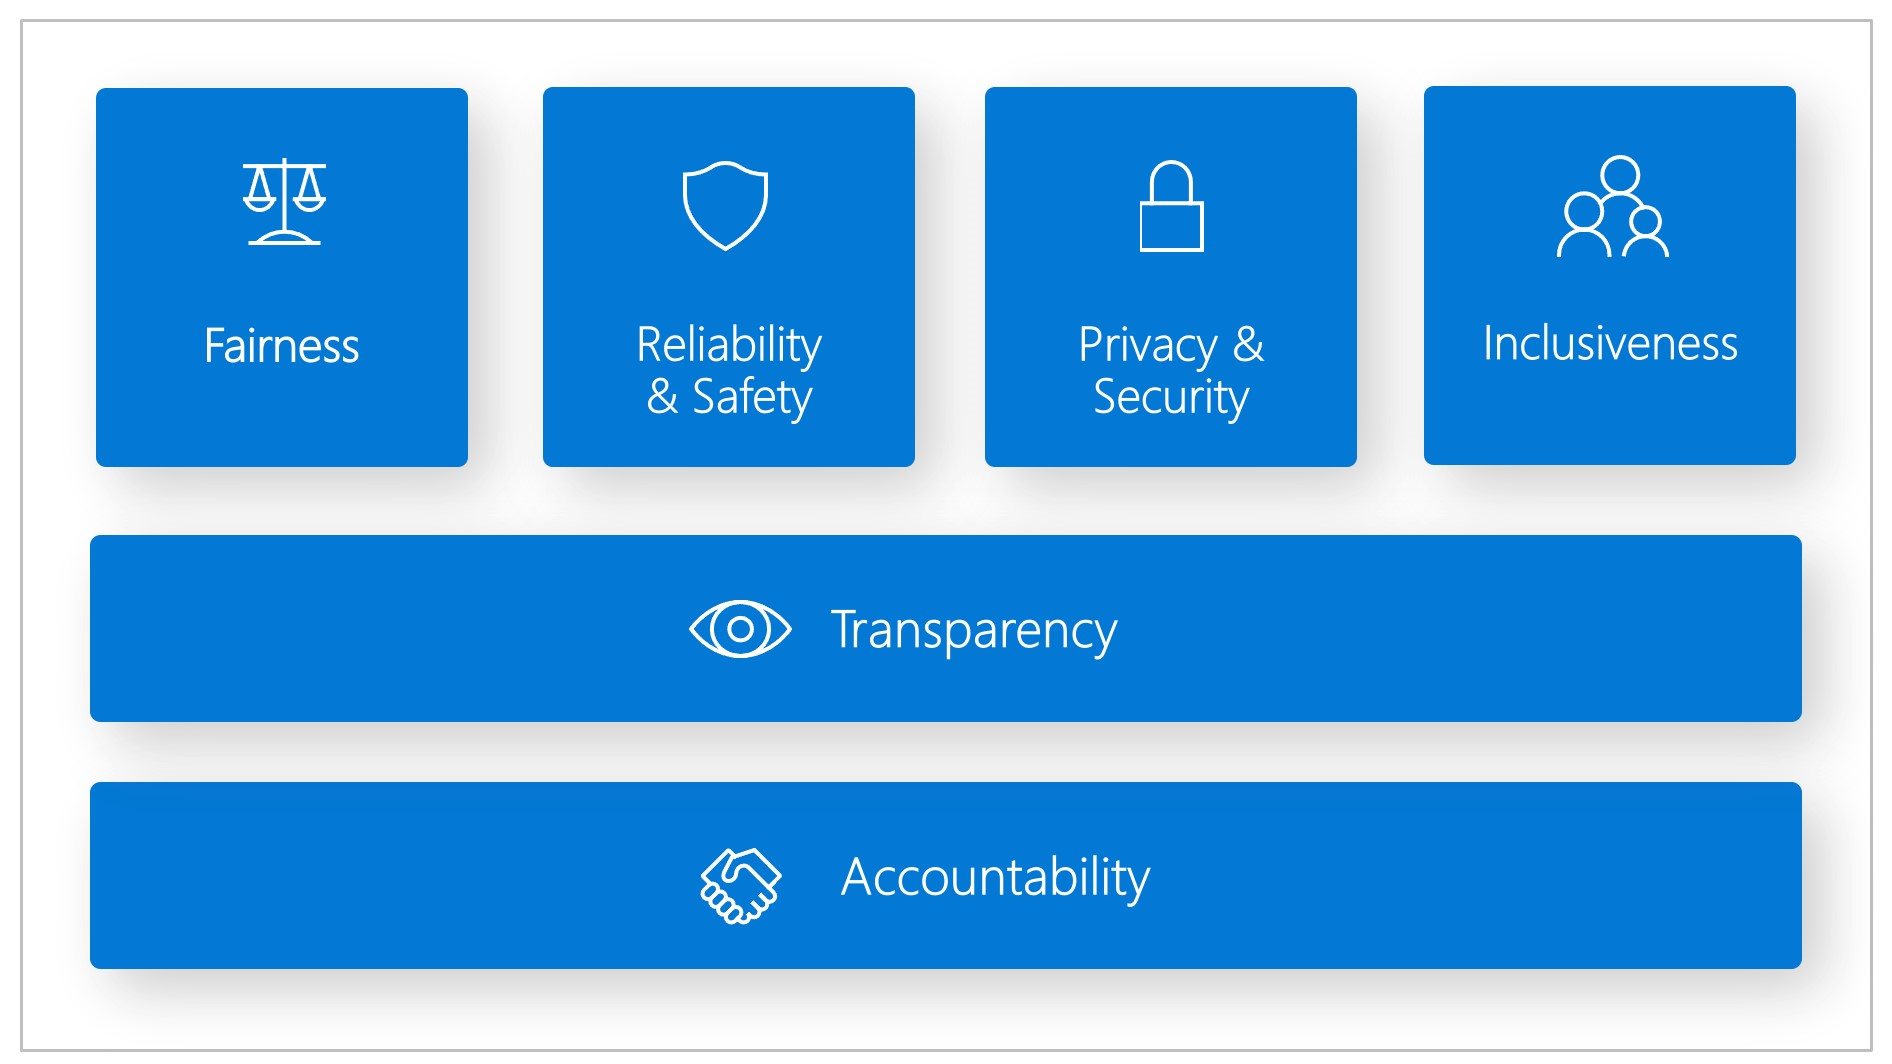 Fairness
Reliability
& Safety
Privacy &
Security
Inclusiveness
Transparency
Accountability